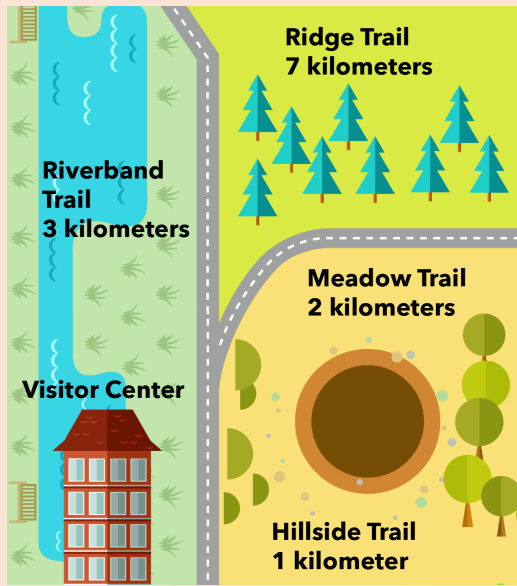 Ridge Trail
7 kilometers
Riverband
Trail
3 kilometers
Meadow Trail
2 kilometers
Visitor Center
Hillside Trail
1 kilometer